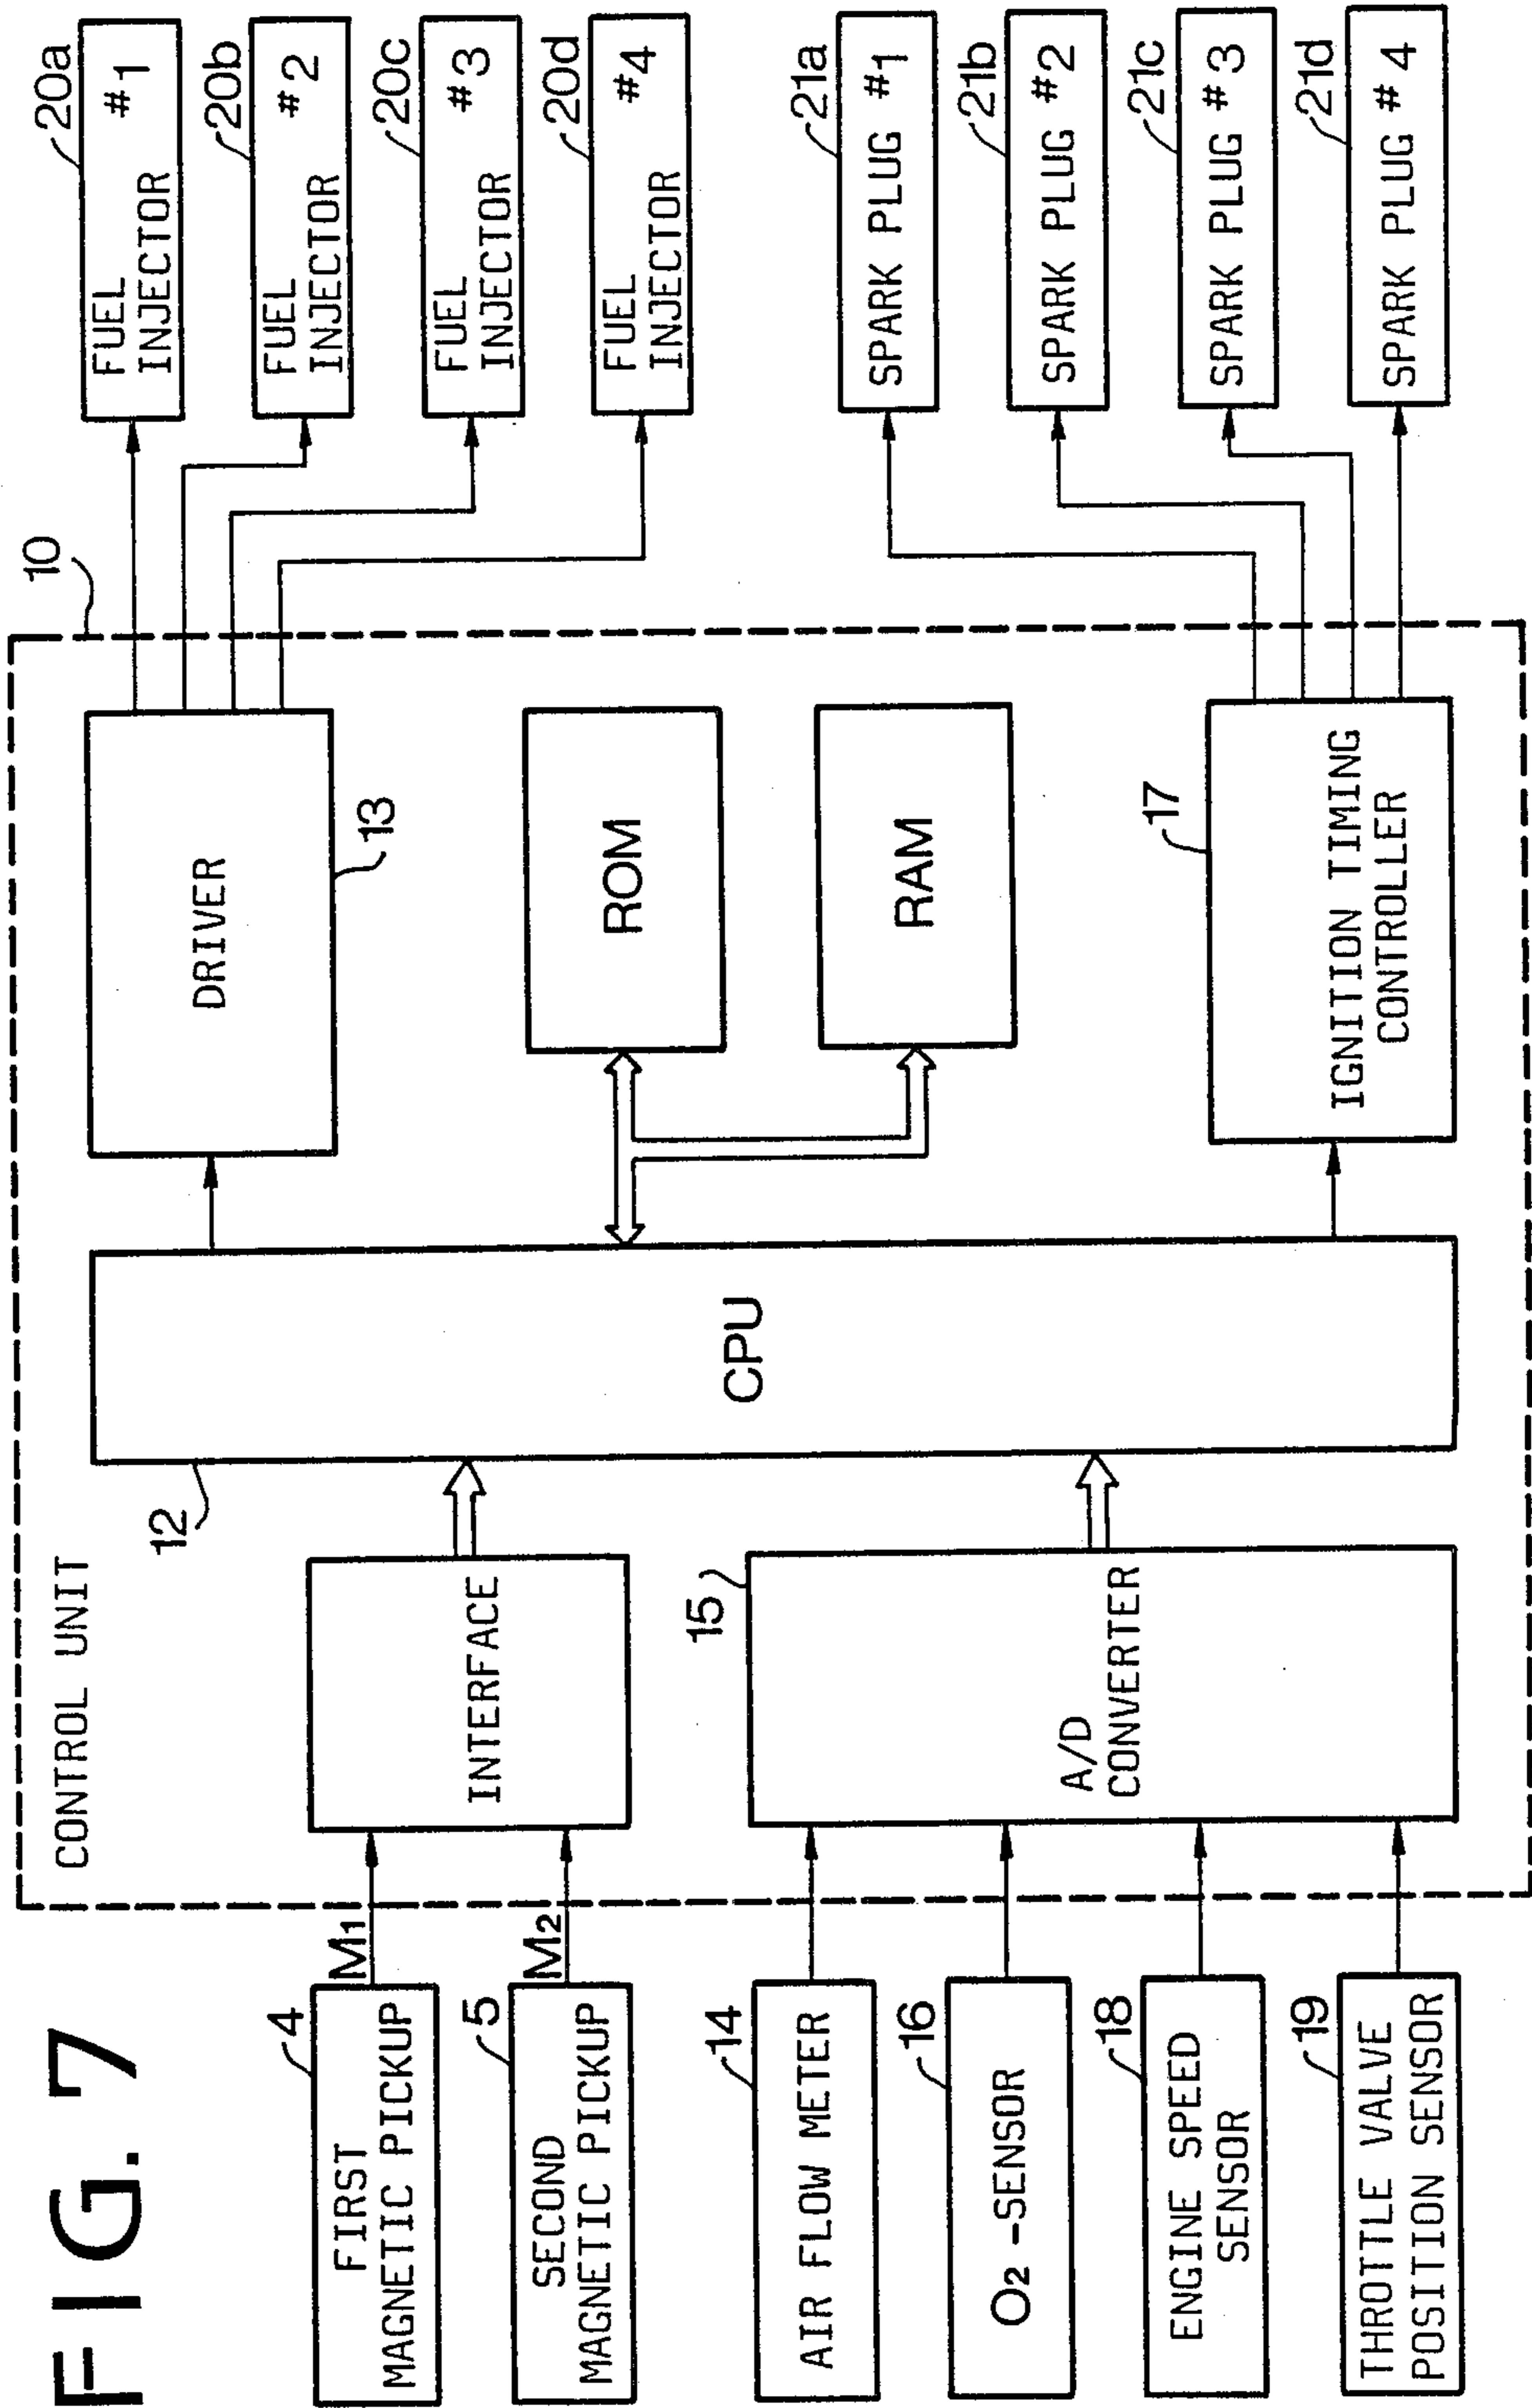 FIG. 7
CONTROL UNIT
10
4
FIRST
MAGNETIC PICKUP
M1
5
SECOND
MAGNETIC PICKUP
M2
14
AIR FLOW METER
16
O2 -SENSOR
18
ENGINE SPEED
SENSOR
19
THROTTLE VALVE
POSITION SENSOR
INTERFACE
15
A/D
CONVERTER
12
CPU
DRIVER
13
ROM
RAM
17
IGNITION TIMING
CONTROLLER
20a
FUEL
INJECTOR #1
20b
FUEL
INJECTOR #2
20c
FUEL
INJECTOR #3
20d
FUEL
INJECTOR #4
21a
SPARK PLUG #1
21b
SPARK PLUG #2
21c
SPARK PLUG #3
21d
SPARK PLUG #4